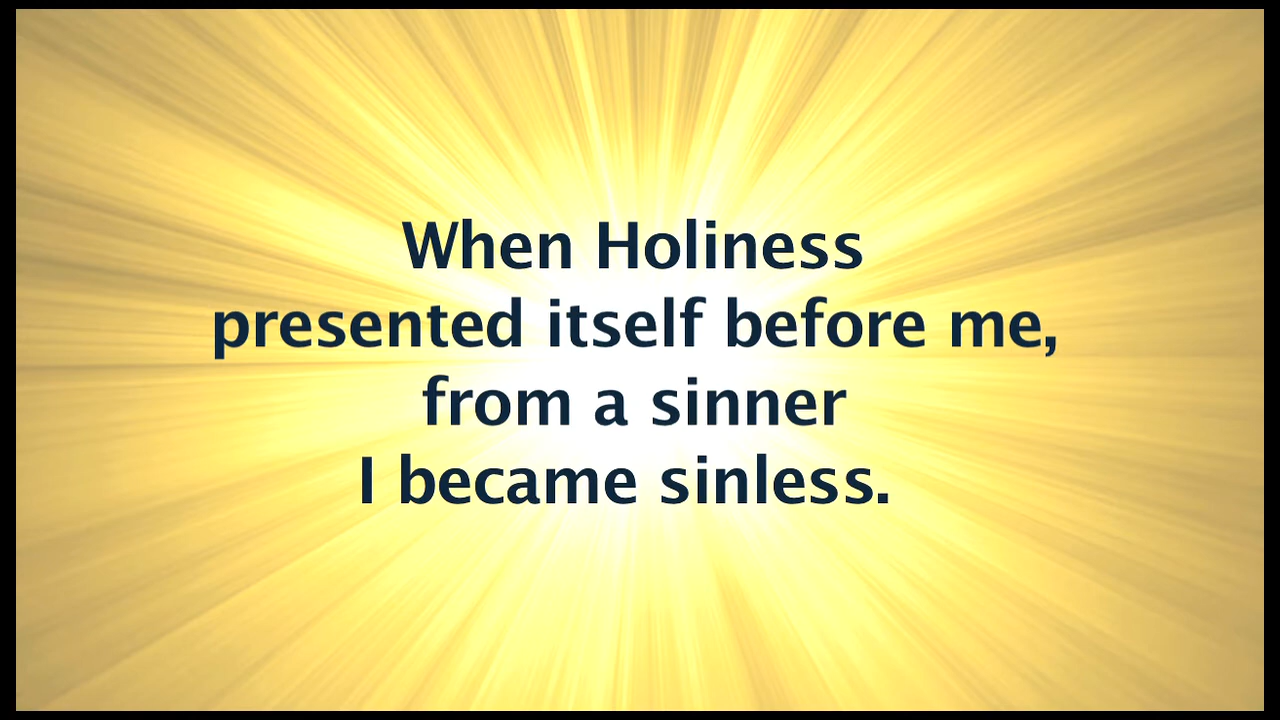 When Holiness
presented itself before me,
from a sinner
I became sinless.